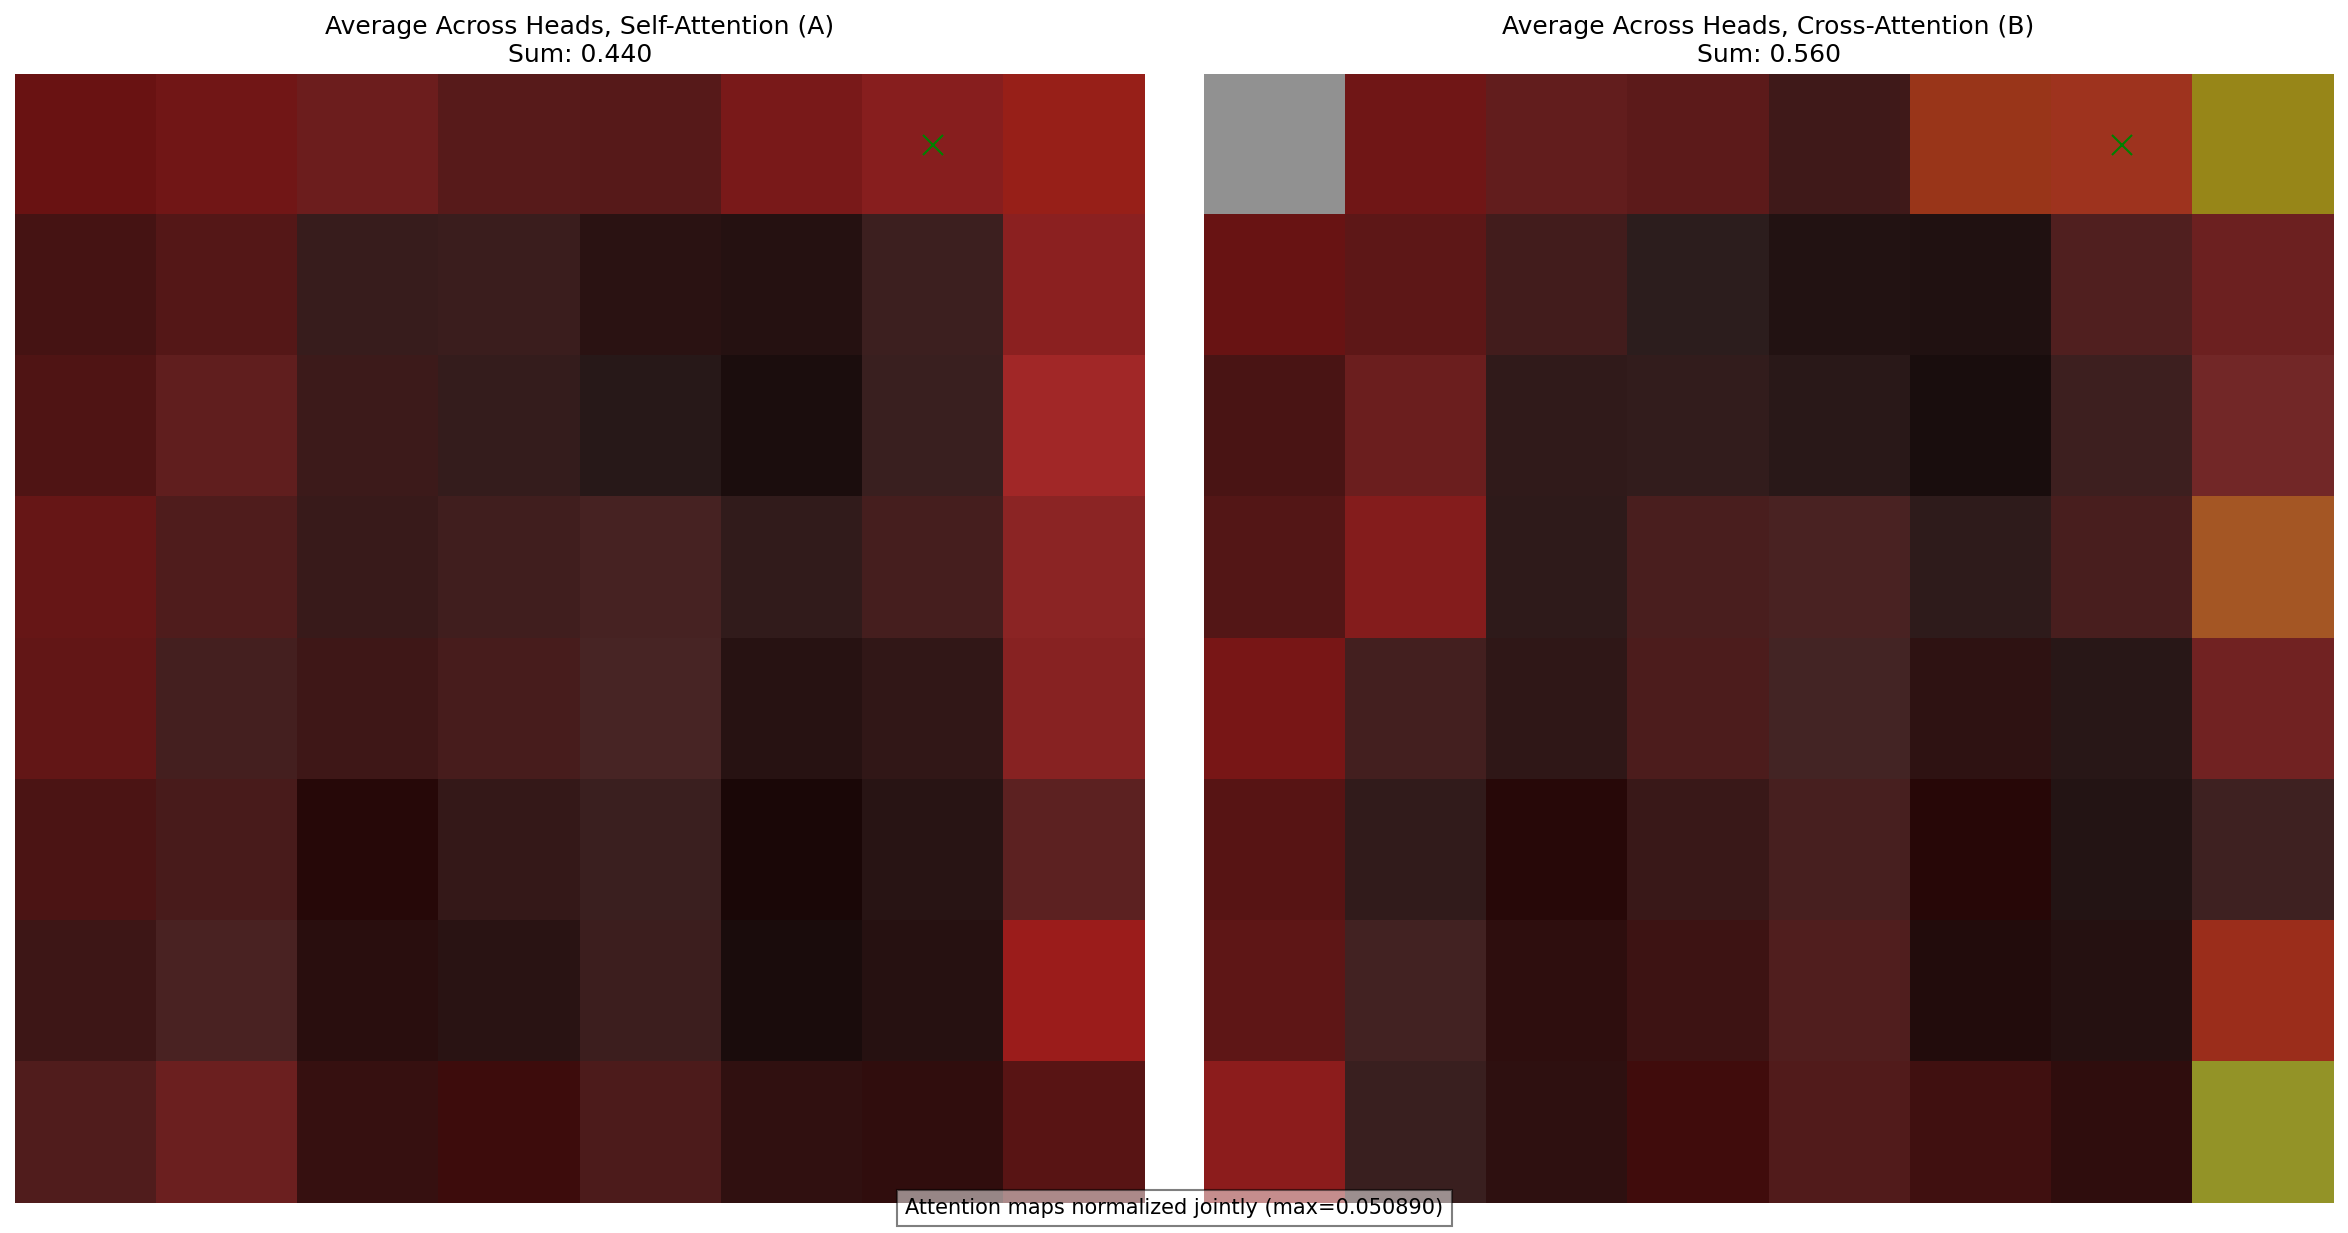 Average Across Heads, Self-Attention (A)
Sum: 0.440
Average Across Heads, Cross-Attention (B)
Sum: 0.560
Attention maps normalized jointly (max=0.050890)